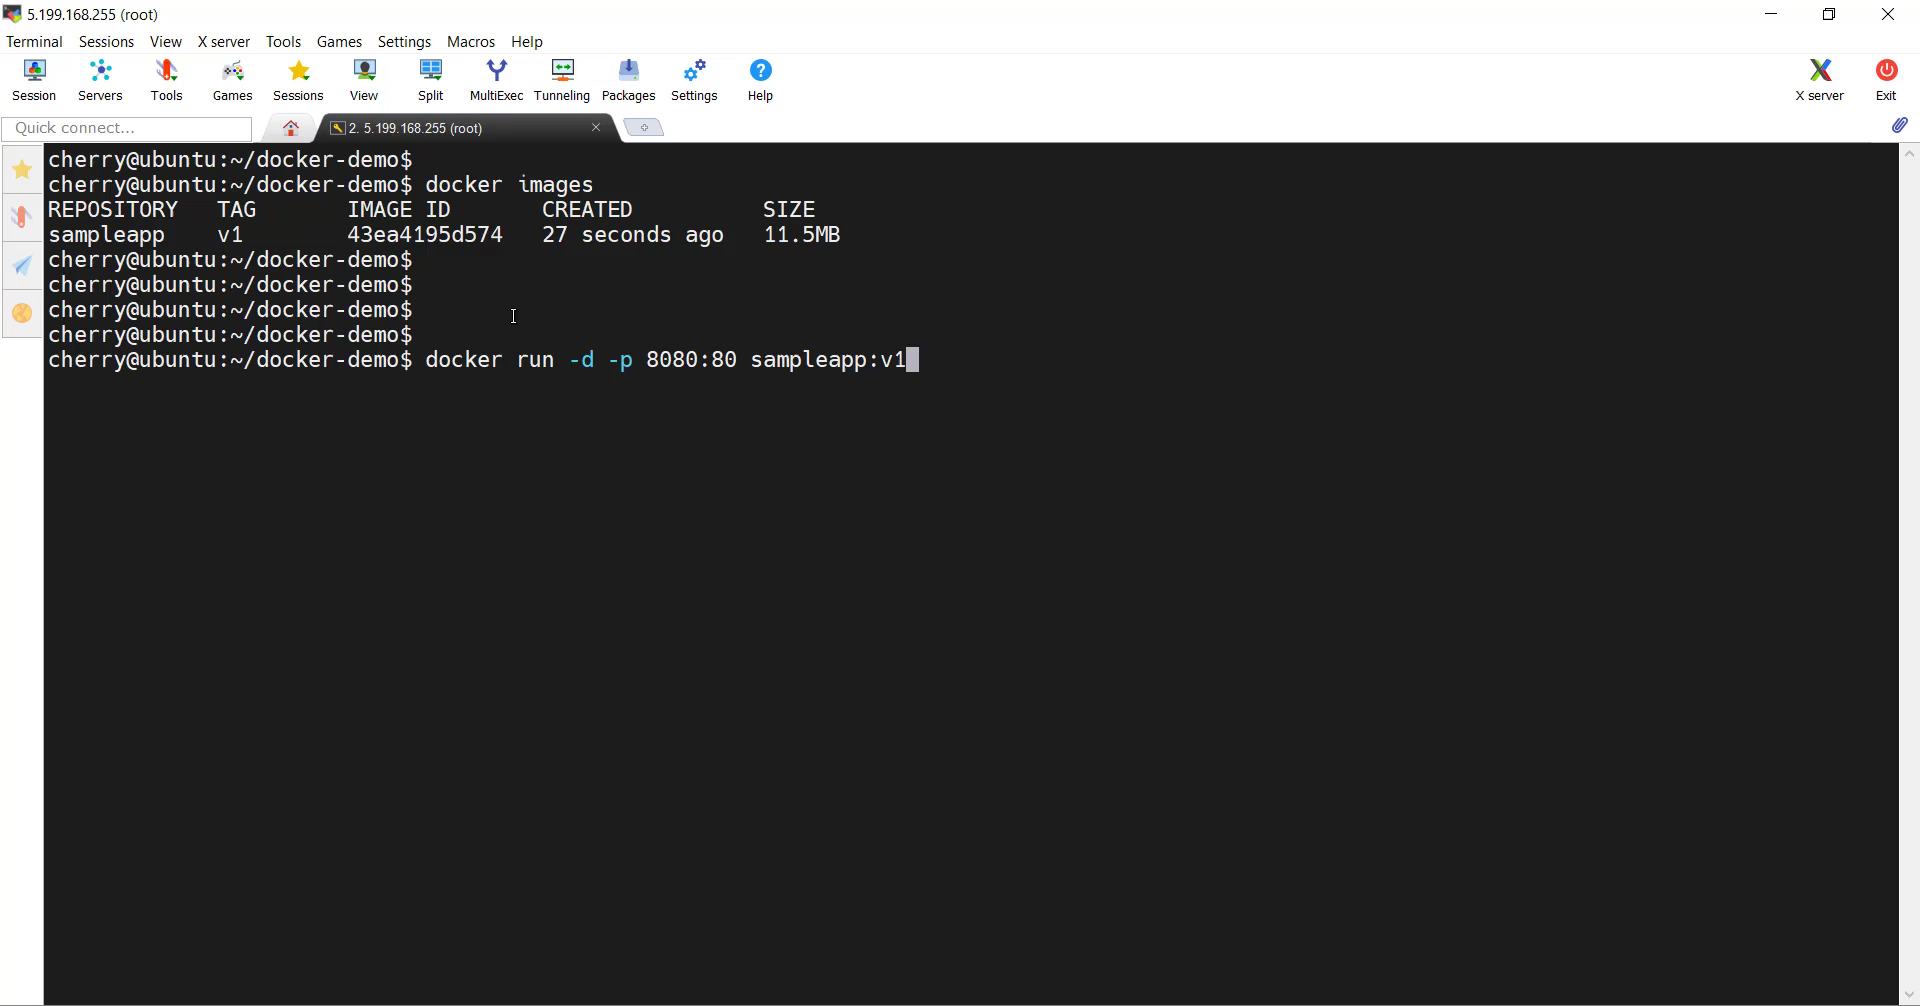 5.199.168.255 (root)
Terminal Sessions View X server Tools Games Settings Macros Help
Session Servers Tools Games Sessions View Split MultiExec Tunneling Packages Settings Help X server Exit
Quick connect... 2. 5.199.168.255 (root)
cherry@ubuntu:~/docker-demo$
cherry@ubuntu:~/docker-demo$ docker images
REPOSITORY TAG IMAGE ID CREATED SIZE
sampleapp v1 43ea4195d574 27 seconds ago 11.5MB
cherry@ubuntu:~/docker-demo$
cherry@ubuntu:~/docker-demo$
cherry@ubuntu:~/docker-demo$
cherry@ubuntu:~/docker-demo$
cherry@ubuntu:~/docker-demo$ docker run -d -p 8080:80 sampleapp:v1